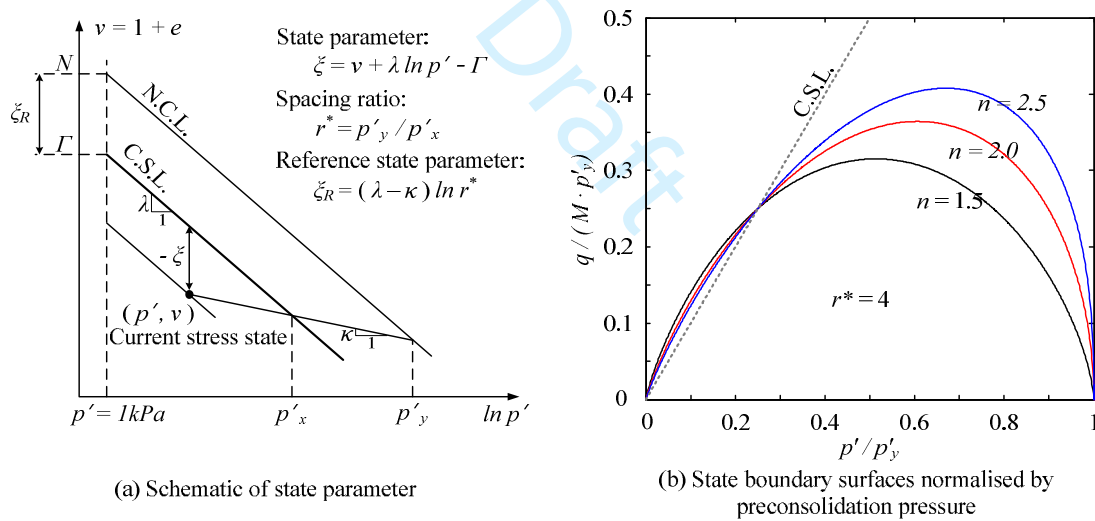 v = 1 + e
State parameter:
ξ = v + λ ln p′ - Γ
Spacing ratio:
r* = p′y / p′x
Reference state parameter:
ξR = ( λ − κ ) ln r*
N
ξR
Γ
N.C.L.
C.S.L.
λ
1
- ξ
( p′ , v )
Current stress state
κ
1
p′ = 1kPa
p′x
p′y
ln p′
(a) Schematic of state parameter
Draft
0.5
0.4
0.3
0.2
0.1
0
q / ( M · p′y )
C.S.L.
n = 2.5
n = 2.0
n = 1.5
r* = 4
0
0.2
0.4
0.6
0.8
1
p′ / p′y
(b) State boundary surfaces normalised by
preconsolidation pressure